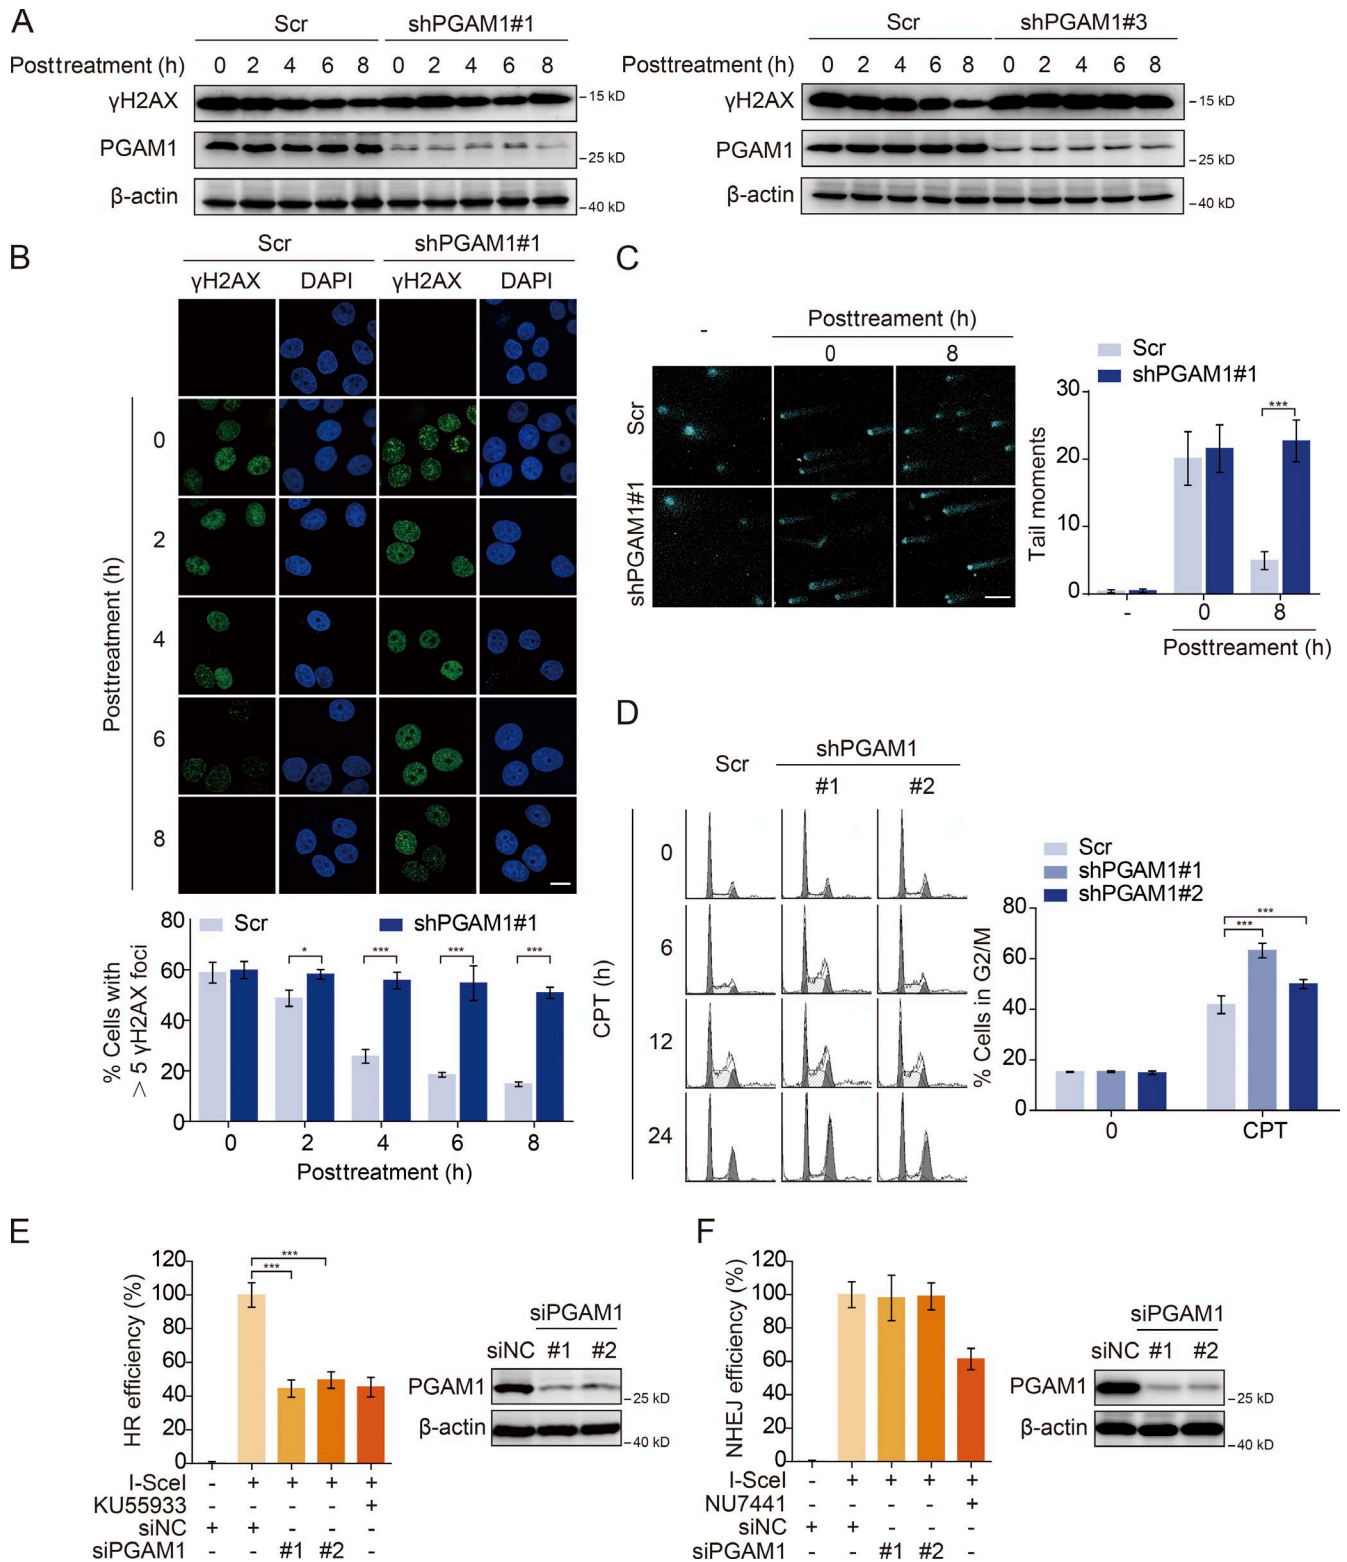 A
Scr shPGAM1#1
Posttreatment (h) 0 2 4 6 8 0 2 4 6 8
γH2AX
15 kD
PGAM1
25 kD
β-actin
40 kD
Scr shPGAM1#3
Posttreatment (h) 0 2 4 6 8 0 2 4 6 8
γH2AX
15 kD
PGAM1
25 kD
β-actin
40 kD
B
Scr shPGAM1#1
γH2AX DAPI γH2AX DAPI
Posttreatment (h)
0
2
4
6
8
Scr shPGAM1#1
% Cells with
> 5 γH2AX foci
80
60
40
20
0
* *** *** ***
0 2 4 6 8
Posttreatment (h)
C
Posttreament (h)
- 0 8
Scr
shPGAM1#1
Scr
shPGAM1#1
Tail moments
30
20
10
0
***
- 0 8
Posttreament (h)
D
Scr shPGAM1
#1 #2
CPT (h)
0
6
12
24
Scr
shPGAM1#1
shPGAM1#2
% Cells in G2/M
80
60
40
20
0
***
***
0 CPT
E
HR efficiency (%)
120
100
80
60
40
20
0
***
***
I-SceI - + + + +
KU55933 - - - - +
siNC + + - - -
siPGAM1 - - #1 #2 -
siPGAM1
siNC #1 #2
PGAM1
25 kD
β-actin
40 kD
F
NHEJ efficiency (%)
120
100
80
60
40
20
0
I-SceI - + + + +
NU7441 - - - - +
siNC + + - - -
siPGAM1 - - #1 #2 -
siPGAM1
siNC #1 #2
PGAM1
25 kD
β-actin
40 kD